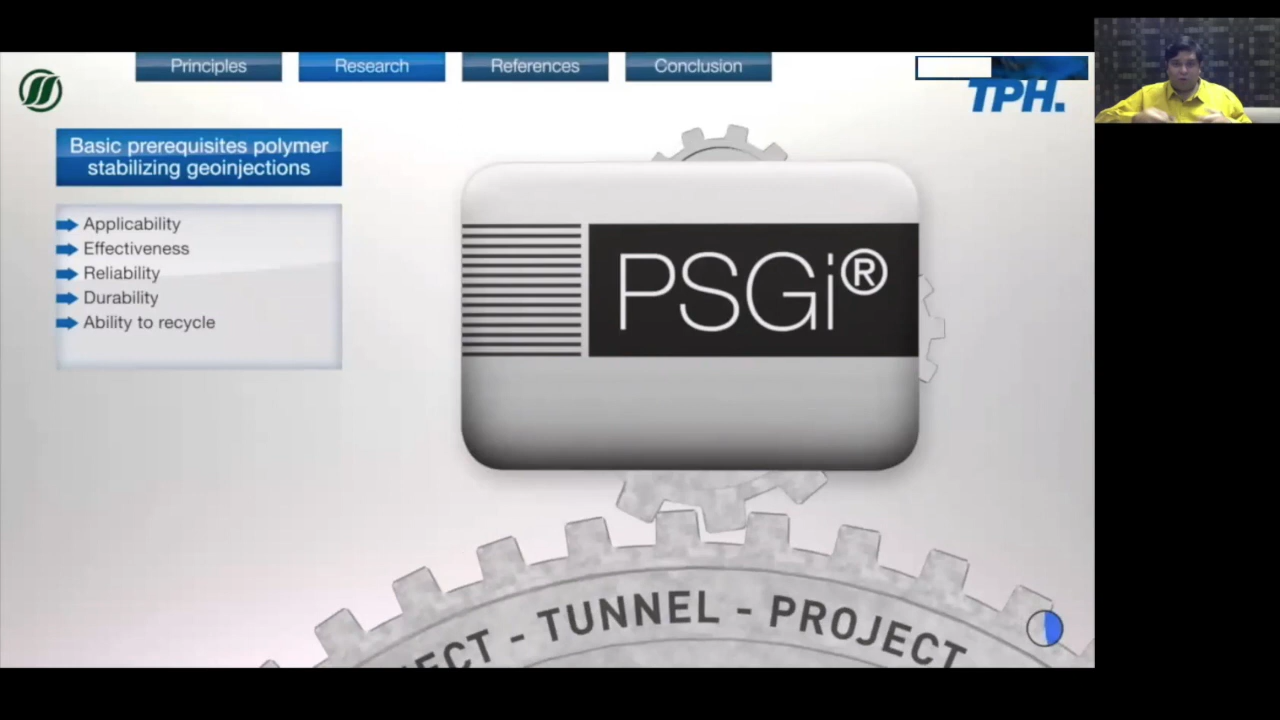 Principles
Research
References
Conclusion
TPH.
Basic prerequisites polymer
stabilizing geoinjections
Applicability
Effectiveness
Reliability
Durability
Ability to recycle
PSGi®
ECT - TUNNEL - PROJECT